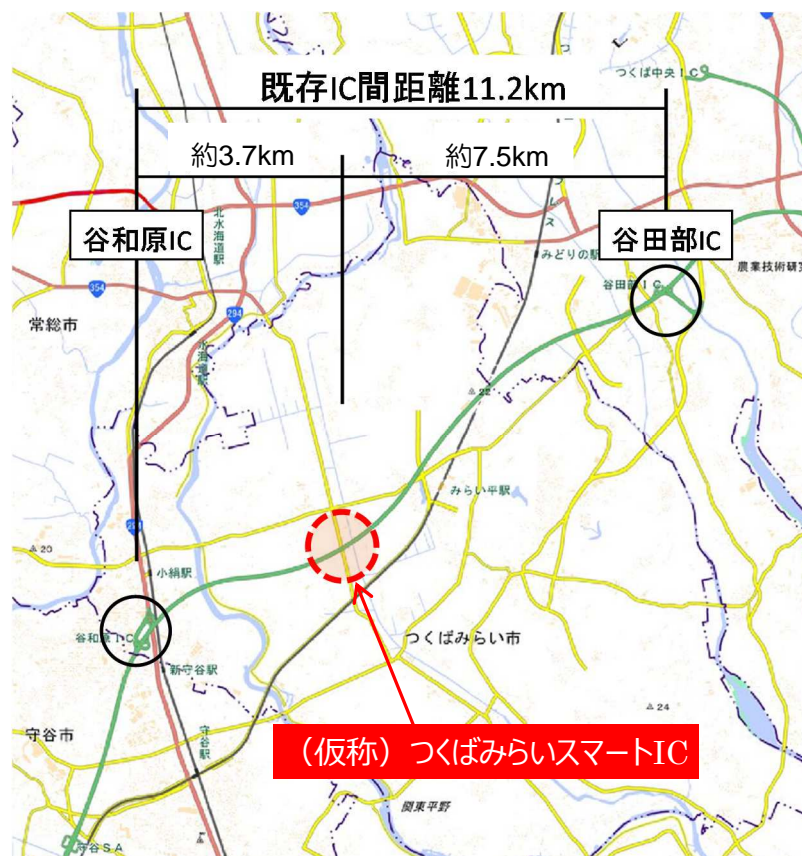 つくば中央IC
既存IC間距離11.2km
約3.7km
約7.5km
354
354
谷和原IC
北水海道駅
谷田部IC
みどりの駅
農業技術研究
谷田部IC
354
294
常総市
水海道駅
22
みらい平駅
294
20
小絹駅
谷和原IC
新守谷駅
つくばみらい市
24
守谷市
守谷駅
（仮称）つくばみらいスマートIC
関東平野
守谷SA